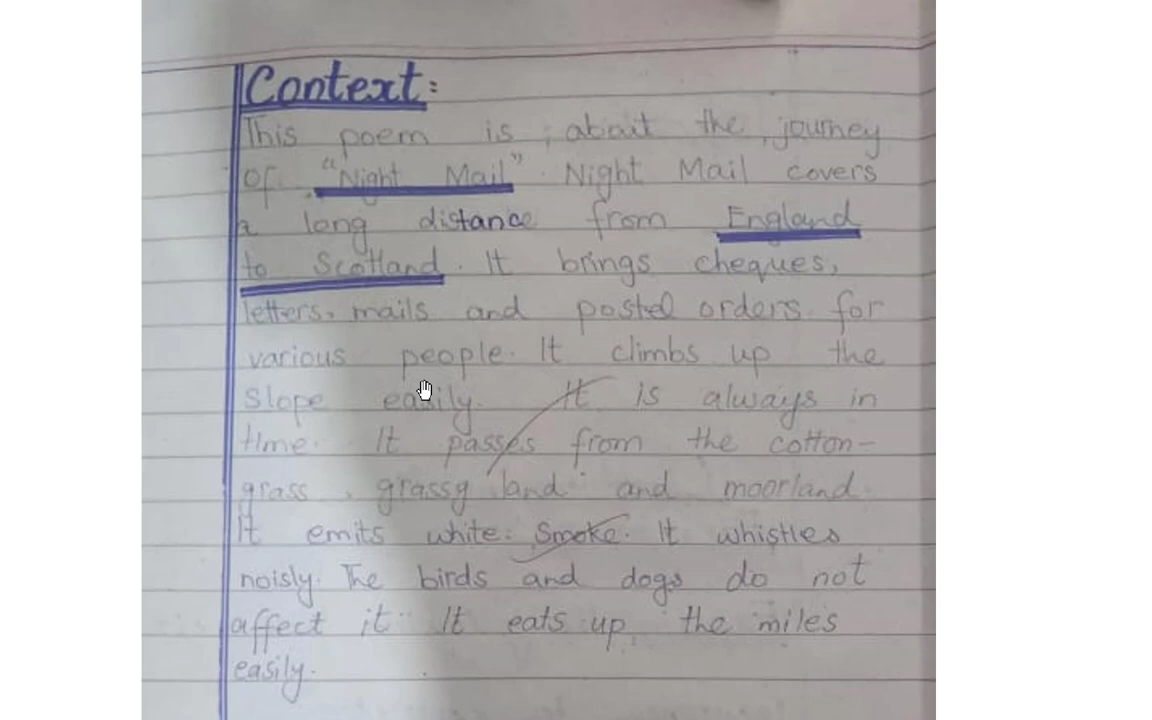 Context:
This poem is about the journey
of "Night Mail" Night Mail covers
a long distance from England
to Scotland. It brings cheques,
letters, mails and postel orders for
various people. It climbs up the
slope easily. It is always in
time. It passes from the cotton-
grass, grassy land and moorland.
It emits white smoke. It whistles
noisly. The birds and dogs do not
affect it. It eats up the miles
easily.